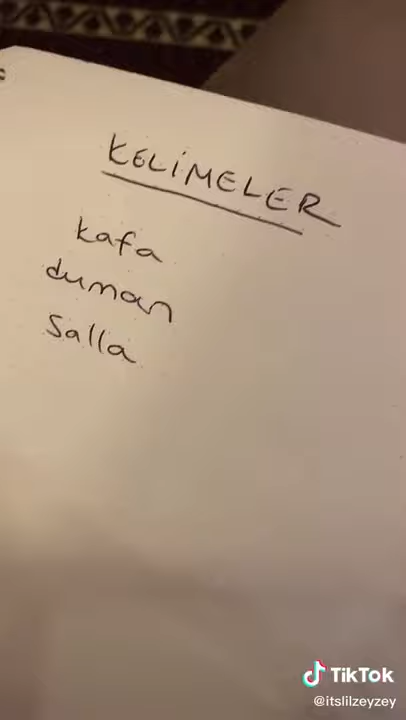 KELİMELER
kafa
duman
Salla
TikTok
@itslilzeyzey